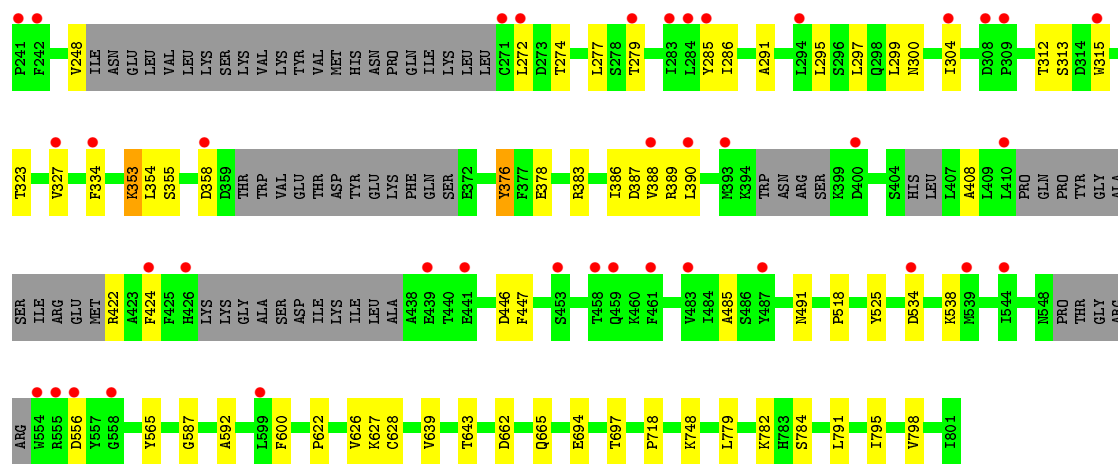 P241 F242 V248 ILE ASN GLU LEU VAL LEU LYS SER LYS VAL LYS TYR VAL MET HIS ASN PRO GLN ILE LYS LEU LEU C271 L272 D273 T274 L277 S278 T279 I283 L284 Y285 I286 A291 L294 L295 S296 L297 Q298 L299 N300 I304 D308 P309 T312 S313 D314 W315
T323 V327 F334 K353 L354 S355 D358 D359 THR TRP VAL GLU THR ASP TYR GLU LYS PHE GLN SER E372 Y376 F377 E378 R383 I386 D387 V388 R389 L390 M393 K394 TRP ASN ARG SER K399 D400 S404 HIS LEU L407 A408 L409 L410 PRO GLN PRO TYR GLY ALA
SER ILE ARG GLU MET R422 A423 F424 F425 H426 LYS LYS GLY ALA SER ASP ILE LYS ILE LEU ALA A438 E439 T440 E441 D446 F447 S453 T458 Q459 K460 F461 V483 I484 A485 S486 Y487 N491 P518 Y525 D534 K538 M539 I544 N548 PRO THR GLY ARG
ARG W554 R555 D556 Y557 G558 Y565 G587 A592 L599 F600 P622 V626 K627 C628 V639 T643 D662 Q665 E694 T697 P718 K748 L779 K782 H783 S784 L791 I795 V798 I801